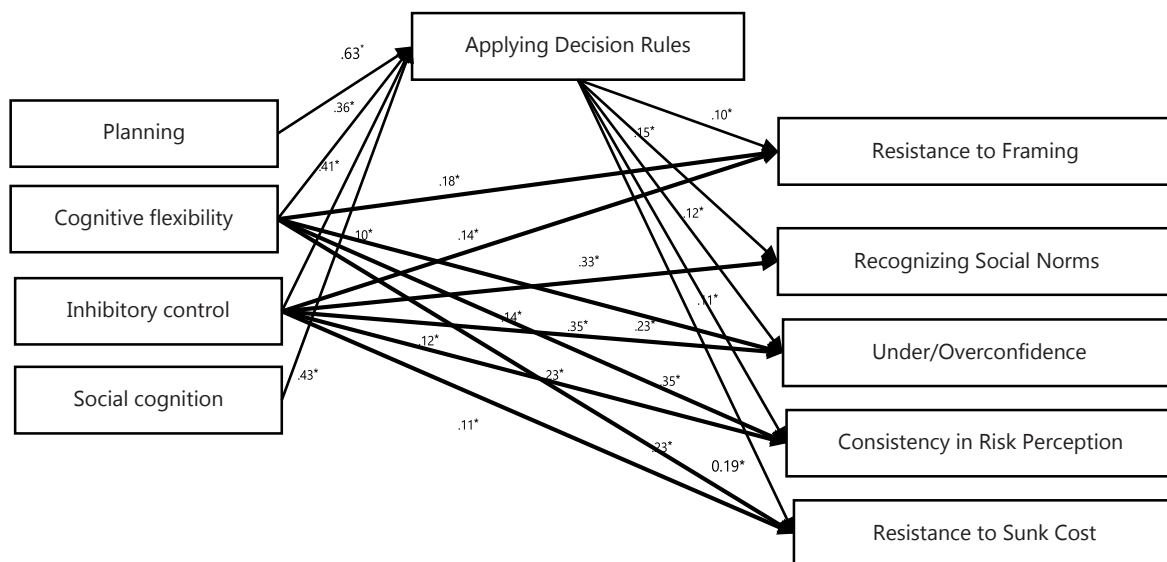 Applying Decision Rules
.63*
Planning
.36*
.10*
.15*
Resistance to Framing
.41*
.18*
Cognitive flexibility
.12*
.10*
.14*
.33*
Recognizing Social Norms
Inhibitory control
.11*
.14*
.35*
.23*
.12*
Under/Overconfidence
.43*
.23*
.35*
Social cognition
.11*
.23*
Consistency in Risk Perception
0.19*
Resistance to Sunk Cost